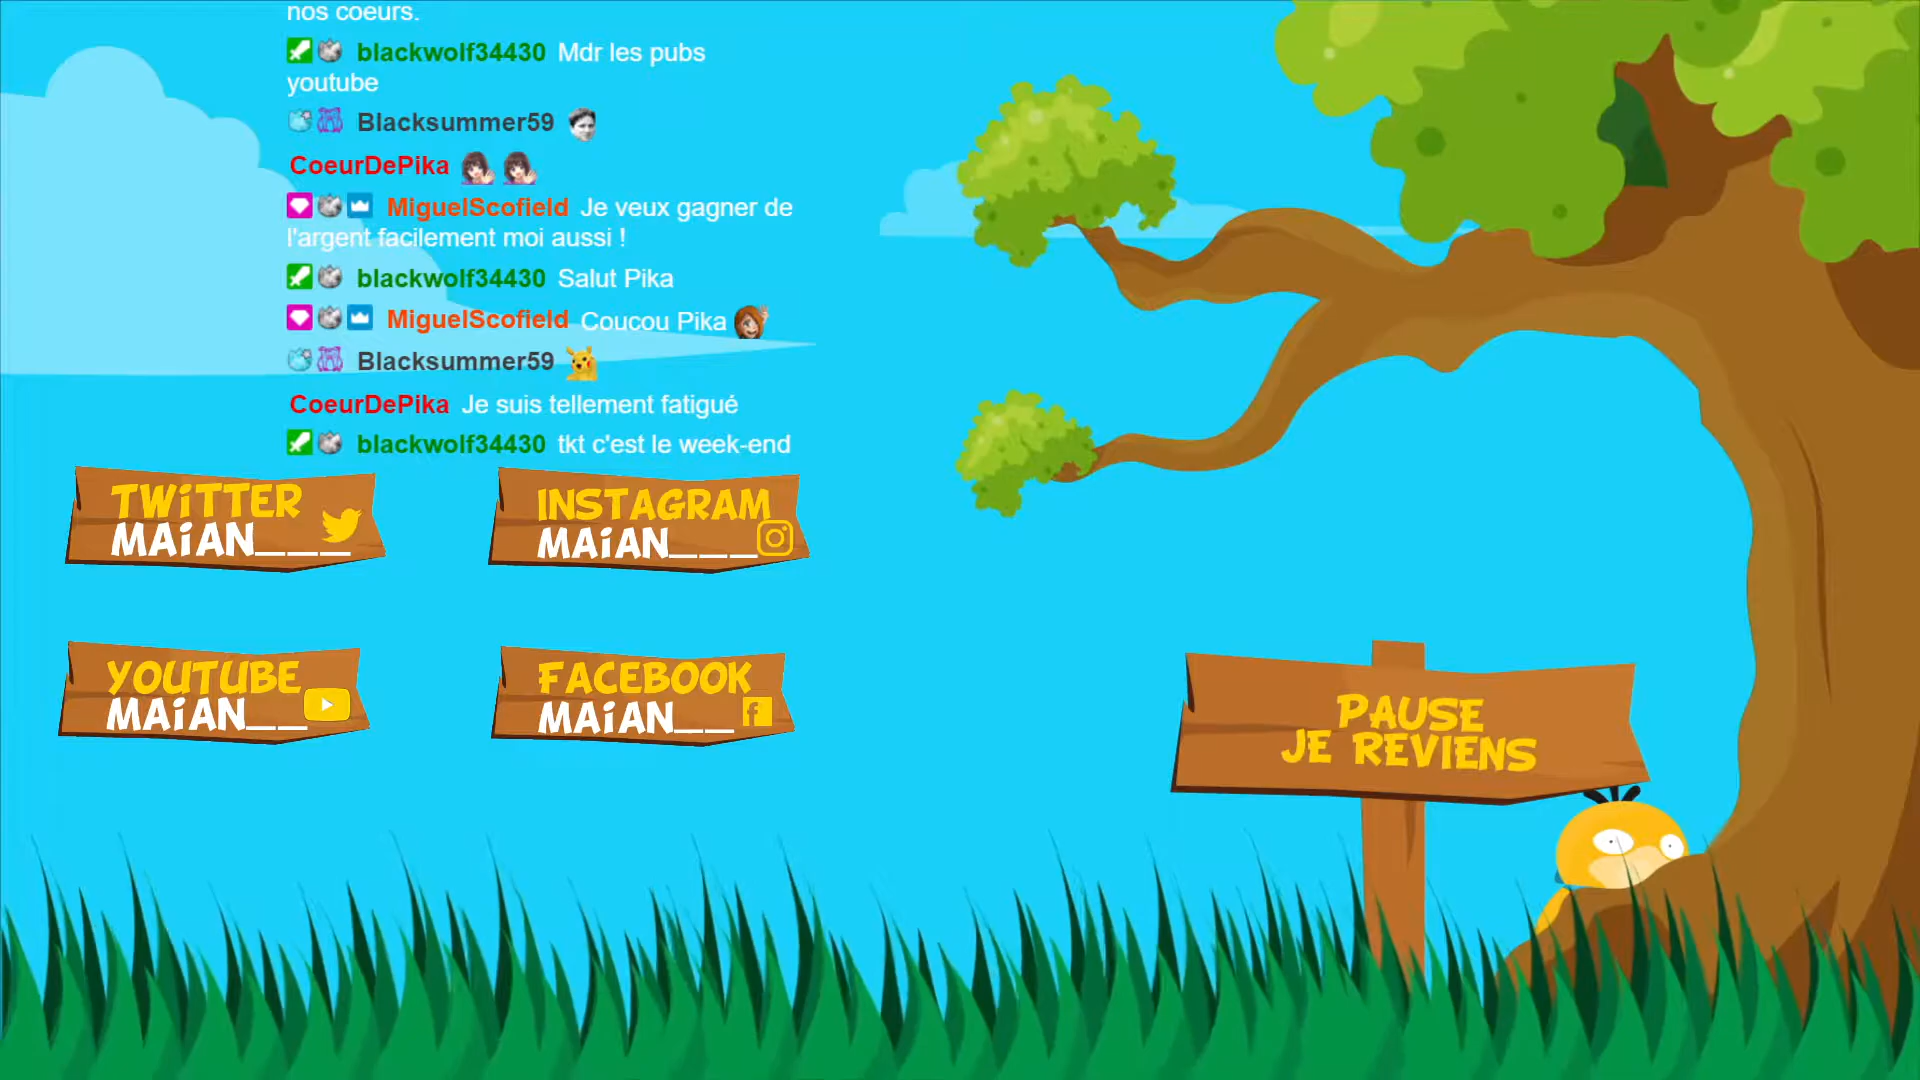 nos coeurs.
blackwolf34430 Mdr les pubs
youtube
Blacksummer59
CoeurDePika
MiguelScofield Je veux gagner de
l'argent facilement moi aussi !
blackwolf34430 Salut Pika
MiguelScofield Coucou Pika
Blacksummer59
CoeurDePika Je suis tellement fatigué
blackwolf34430 tkt c'est le week-end
TWiTTER
MAiAN___
INSTAGRAM
MAiAN___
YOUTUBE
MAiAN__
FACEBOOK
MAiAN__
PAUSE
JE REVIENS